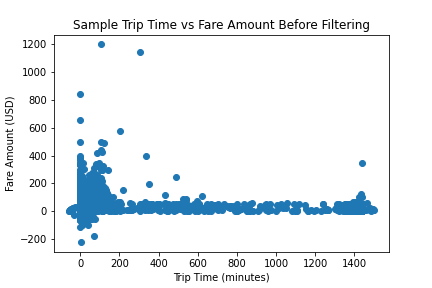 Sample Trip Time vs Fare Amount Before Filtering
1200
1000
800
600
400
200
0
−200
Fare Amount (USD)
0 200 400 600 800 1000 1200 1400
Trip Time (minutes)